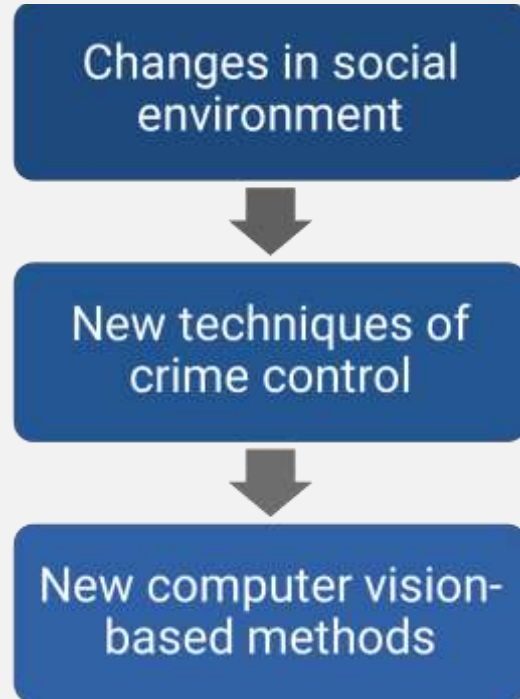 Changes in social
environment
New techniques of
crime control
New computer vision-
based methods